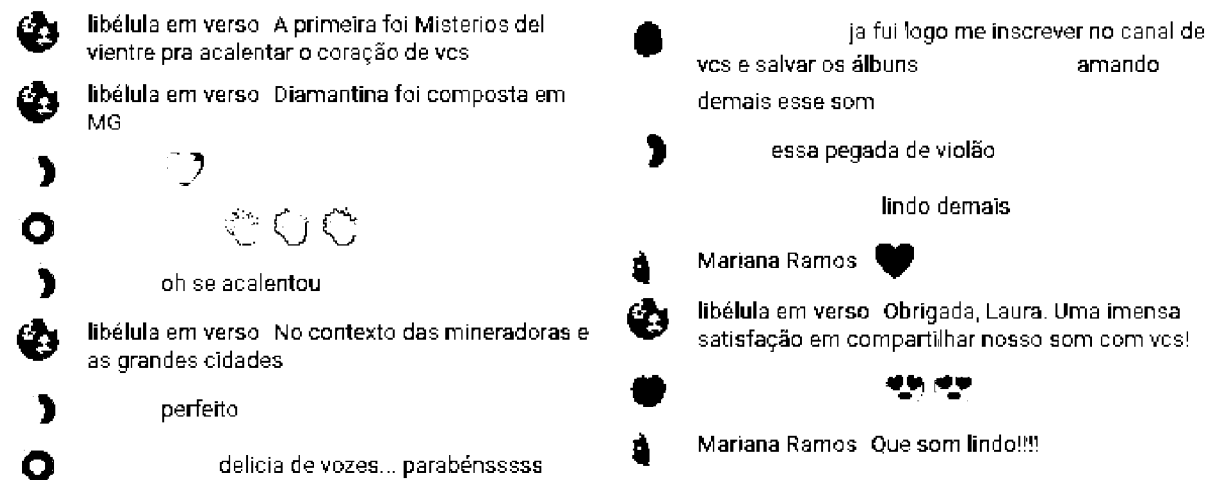 libélula em verso A primeira foi Misterios del
vientre pra acalentar o coração de vcs
libélula em verso Diamantina foi composta em
MG
oh se acalentou
libélula em verso No contexto das mineradoras e
as grandes cidades
perfeito
delicia de vozes... parabénsssss
ja fui logo me inscrever no canal de
vcs e salvar os álbuns amando
demais esse som
essa pegada de violão
lindo demais
Mariana Ramos
libélula em verso Obrigada, Laura. Uma imensa
satisfação em compartilhar nosso som com vcs!
Mariana Ramos Que som lindo!!!!